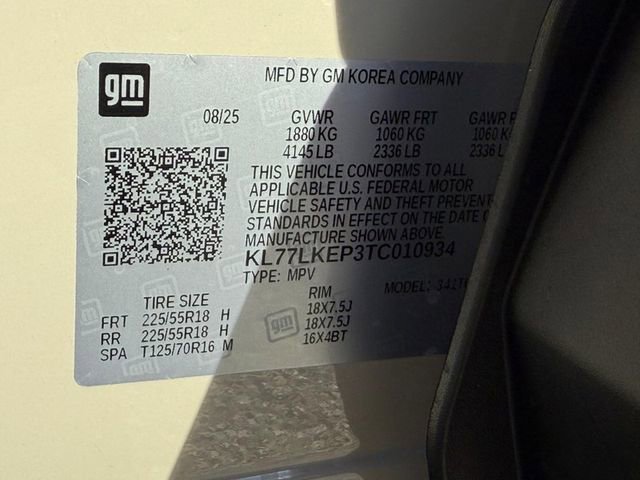 gm
MFD BY GM KOREA COMPANY
08/25 GVWR GAWR FRT GAWR
1880 KG 1060 KG 1060 KG
4145 LB 2336 LB 2336 LB
THIS VEHICLE CONFORMS TO ALL
APPLICABLE U.S. FEDERAL MOTOR
VEHICLE SAFETY AND THEFT PREVENTI
STANDARDS IN EFFECT ON THE DATE O
MANUFACTURE SHOWN ABOVE.
KL77LKEP3TC010934
TYPE: MPV MODEL:
TIRE SIZE RIM
FRT 225/55R18 H 18X7.5J
RR 225/55R18 H 18X7.5J
SPA T125/70R16 M 16X4BT
gm